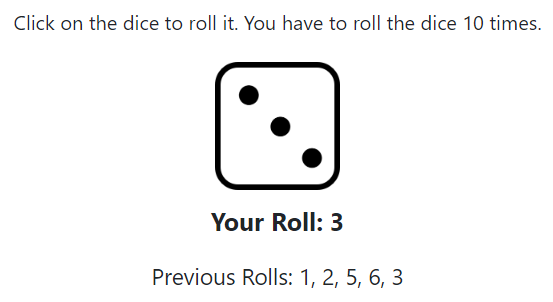 Click on the dice to roll it. You have to roll the dice 10 times.
Your Roll: 3
Previous Rolls: 1, 2, 5, 6, 3